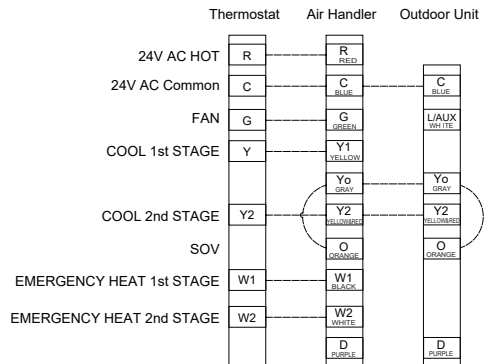 Thermostat Air Handler Outdoor Unit
24V AC HOT R R
RED
24V AC Common C C C
BLUE BLUE
FAN G G L/AUX
GREEN WHITE
COOL 1st STAGE Y Y1
YELLOW
Yo Yo
GRAY GRAY
COOL 2nd STAGE Y2 Y2 Y2
YELLOW&RED YELLOW&RED
SOV O O
ORANGE ORANGE
EMERGENCY HEAT 1st STAGE W1 W1
BLACK
EMERGENCY HEAT 2nd STAGE W2 W2
WHITE
D D
PURPLE PURPLE